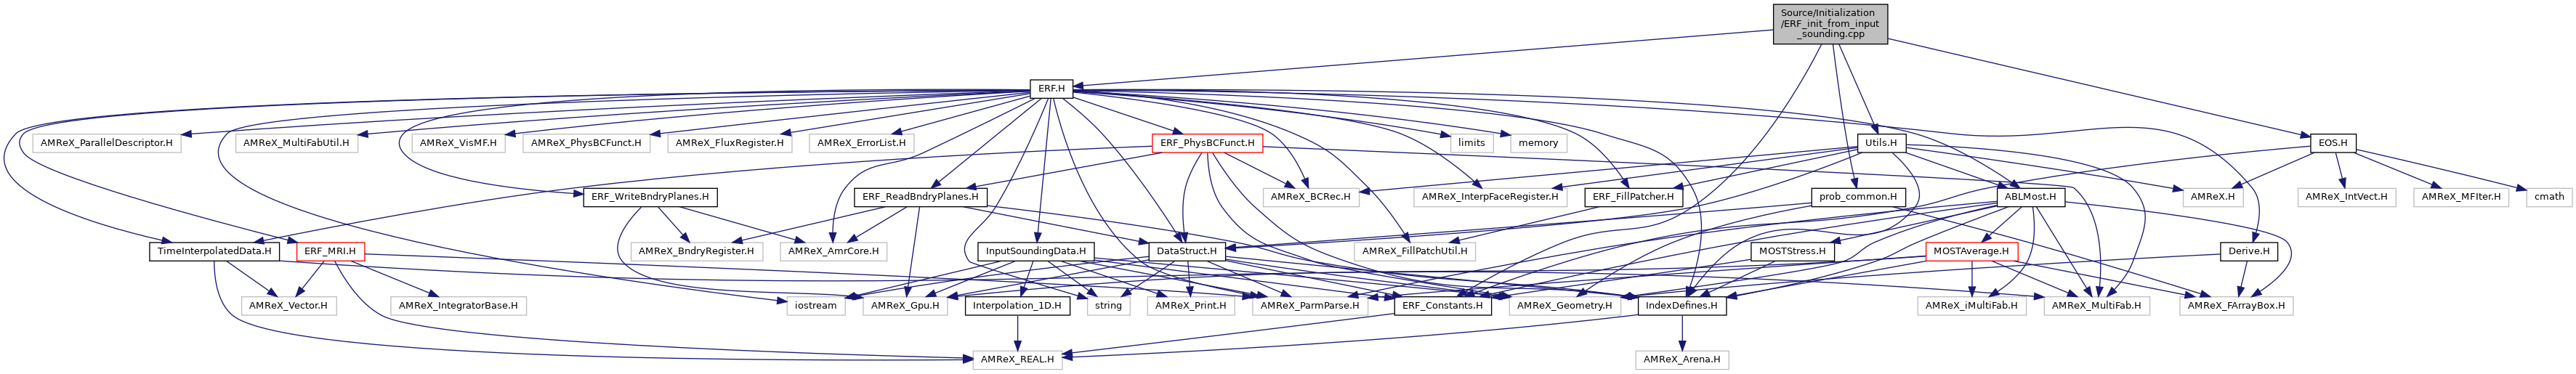 Source/Initialization
/ERF_init_from_input
_sounding.cpp
ERF.H
AMReX_ParallelDescriptor.H
AMReX_MultiFabUtil.H
AMReX_VisMF.H
AMReX_PhysBCFunct.H
AMReX_FluxRegister.H
AMReX_ErrorList.H
ERF_PhysBCFunct.H
limits
memory
Utils.H
EOS.H
ERF_WriteBndryPlanes.H
ERF_ReadBndryPlanes.H
AMReX_BCRec.H
AMReX_InterpFaceRegister.H
ERF_FillPatcher.H
prob_common.H
ABLMost.H
AMReX.H
AMReX_IntVect.H
AMReX_MFIter.H
cmath
TimeInterpolatedData.H
ERF_MRI.H
AMReX_BndryRegister.H
AMReX_AmrCore.H
InputSoundingData.H
DataStruct.H
AMReX_FillPatchUtil.H
MOSTStress.H
MOSTAverage.H
Derive.H
AMReX_Vector.H
AMReX_IntegratorBase.H
iostream
AMReX_Gpu.H
Interpolation_1D.H
string
AMReX_Print.H
AMReX_ParmParse.H
ERF_Constants.H
AMReX_Geometry.H
IndexDefines.H
AMReX_iMultiFab.H
AMReX_MultiFab.H
AMReX_FArrayBox.H
AMReX_REAL.H
AMReX_Arena.H